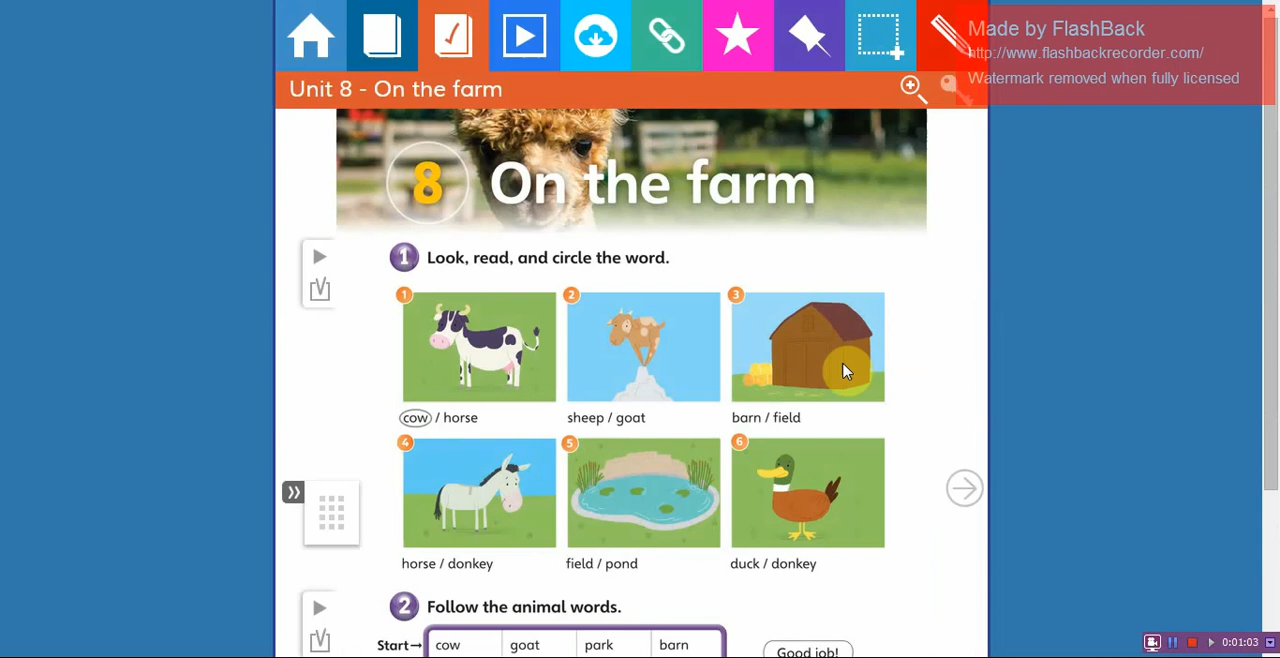 Made by FlashBack
http://www.flashbackrecorder.com/
Watermark removed when fully licensed
Unit 8 - On the farm
8 On the farm
1 Look, read, and circle the word.
1 2 3
cow / horse sheep / goat barn / field
4 5 6
horse / donkey field / pond duck / donkey
2 Follow the animal words.
Start→ cow goat park barn
Good job!
0:01:03